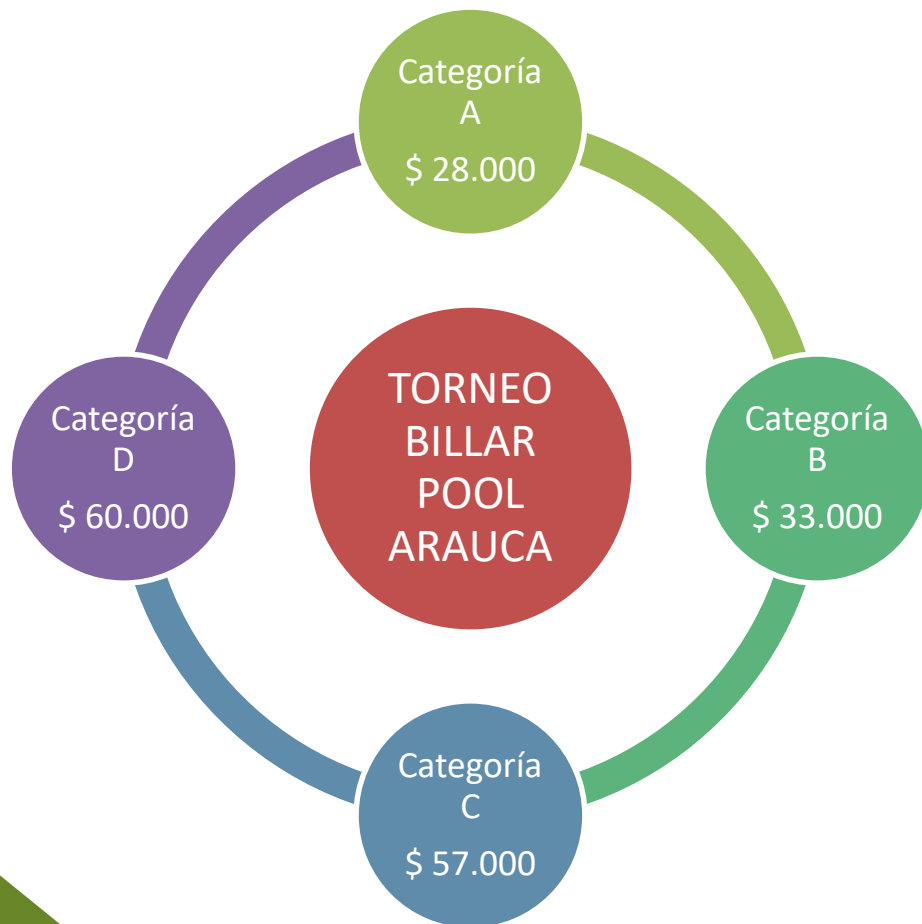 Categoría
A
$ 28.000
TORNEO
BILLAR
POOL
ARAUCA
Categoría
D
$ 60.000
Categoría
B
$ 33.000
Categoría
C
$ 57.000